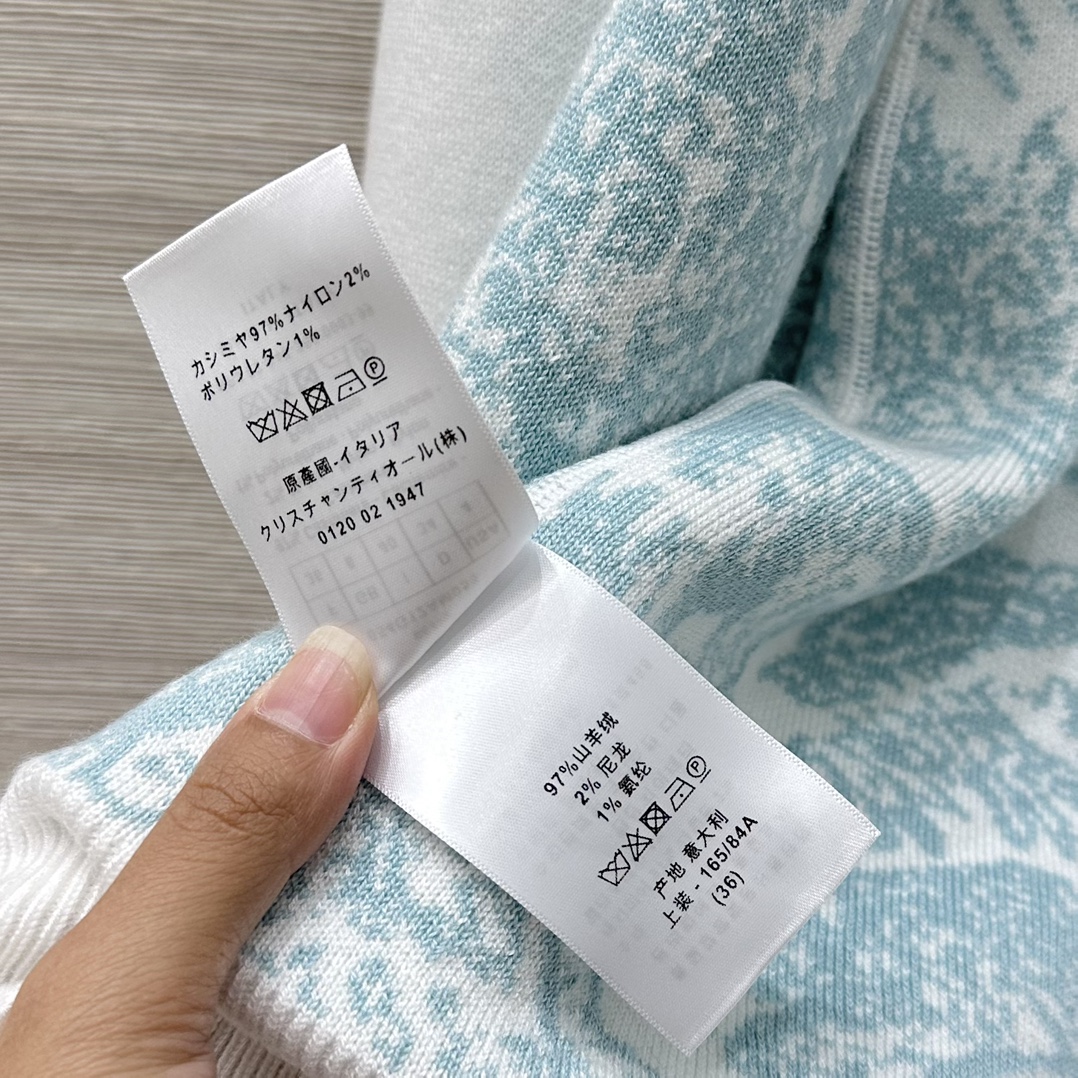 カシミヤ97%ナイロン2%
ポリウレタン1%
P
原產國-イタリア
クリスチャンティオール(株)
0120 02 1947
97%山羊绒
2% 尼龙
1% 氨纶
P
产地 意大利
上装 - 165/84A
(36)